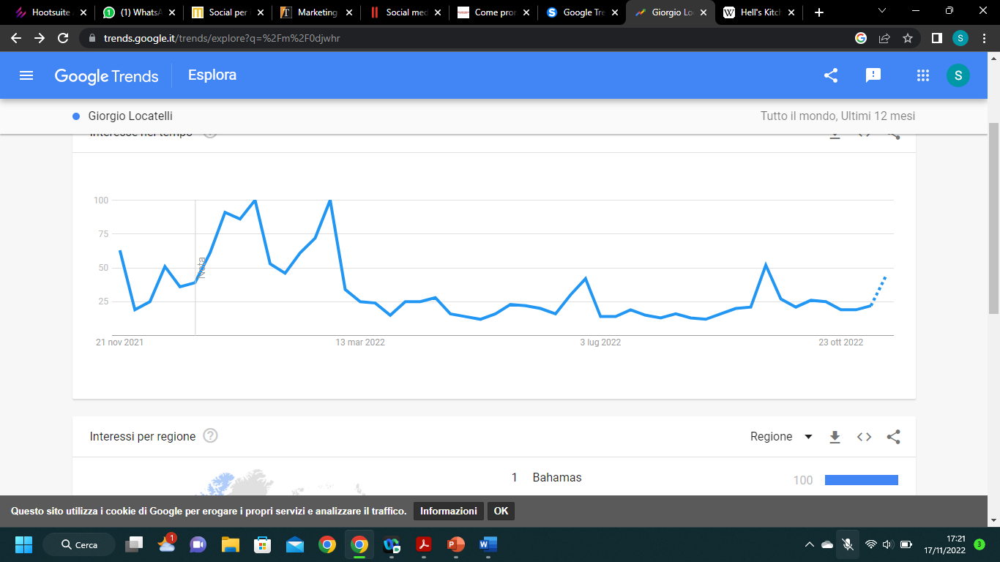 Hootsuite
(1) WhatsA
Social per
Marketing
Social med
Come pror
Google Tre
Giorgio Lo
Hell's Kitch
trends.google.it/trends/explore?q=%2Fm%2F0djwhr
S
Google Trends
Esplora
S
Giorgio Locatelli
Tutto il mondo, Ultimi 12 mesi
Interesse nel tempo
100
75
50
25
Nota
21 nov 2021
13 mar 2022
3 lug 2022
23 ott 2022
Interessi per regione
Regione
1 Bahamas 100
Questo sito utilizza i cookie di Google per erogare i propri servizi e analizzare il traffico. Informazioni OK
Cerca
1
17:21
17/11/2022
3